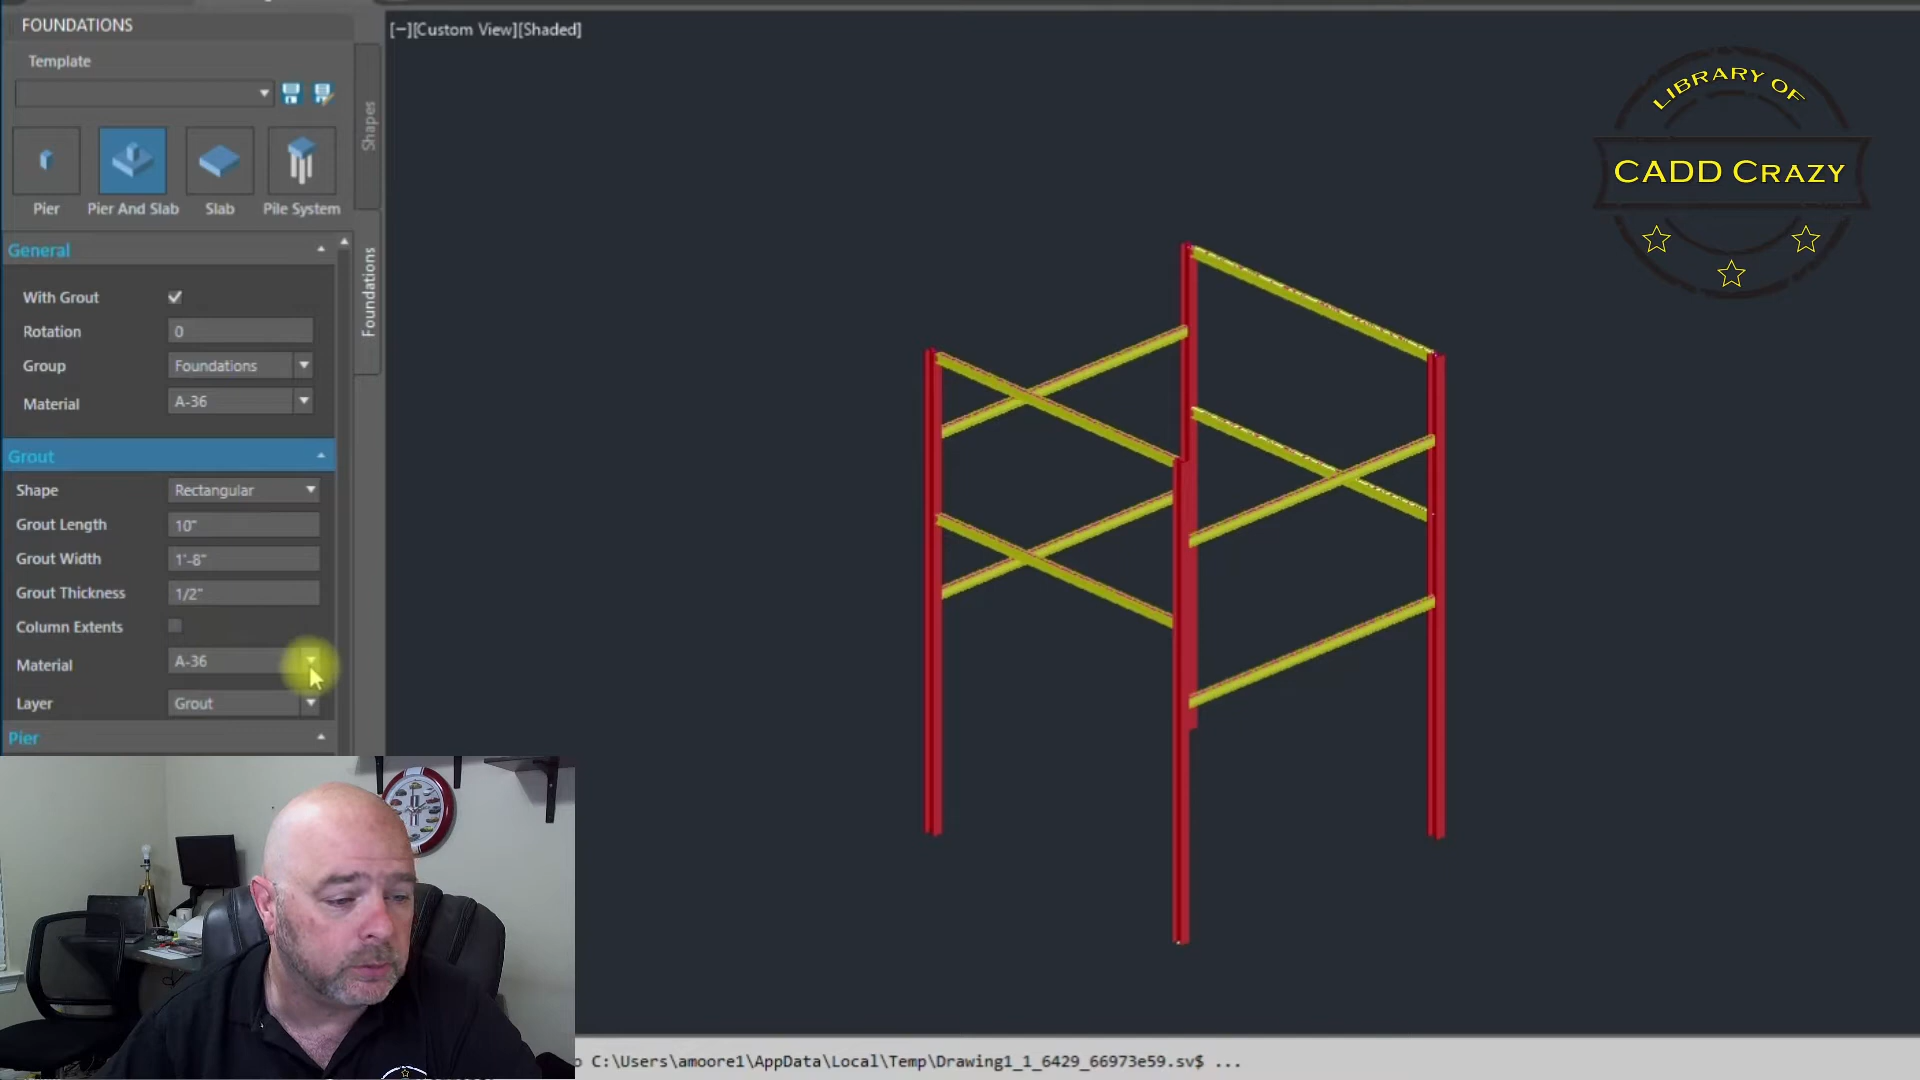 FOUNDATIONS
Template
Pier
Pier And Slab
Slab
Pile System
General
With Grout
Rotation
0
Group
Foundations
Material
A-36
Grout
Shape
Rectangular
Grout Length
10"
Grout Width
1'-8"
Grout Thickness
1/2"
Column Extents
Material
A-36
Layer
Grout
Pier
Shapes
Foundations
[−][Custom View][Shaded]
LIBRARY OF
CADD CRAZY
C:\Users\amoore1\AppData\Local\Temp\Drawing1_1_6429_66973e59.sv$ ...